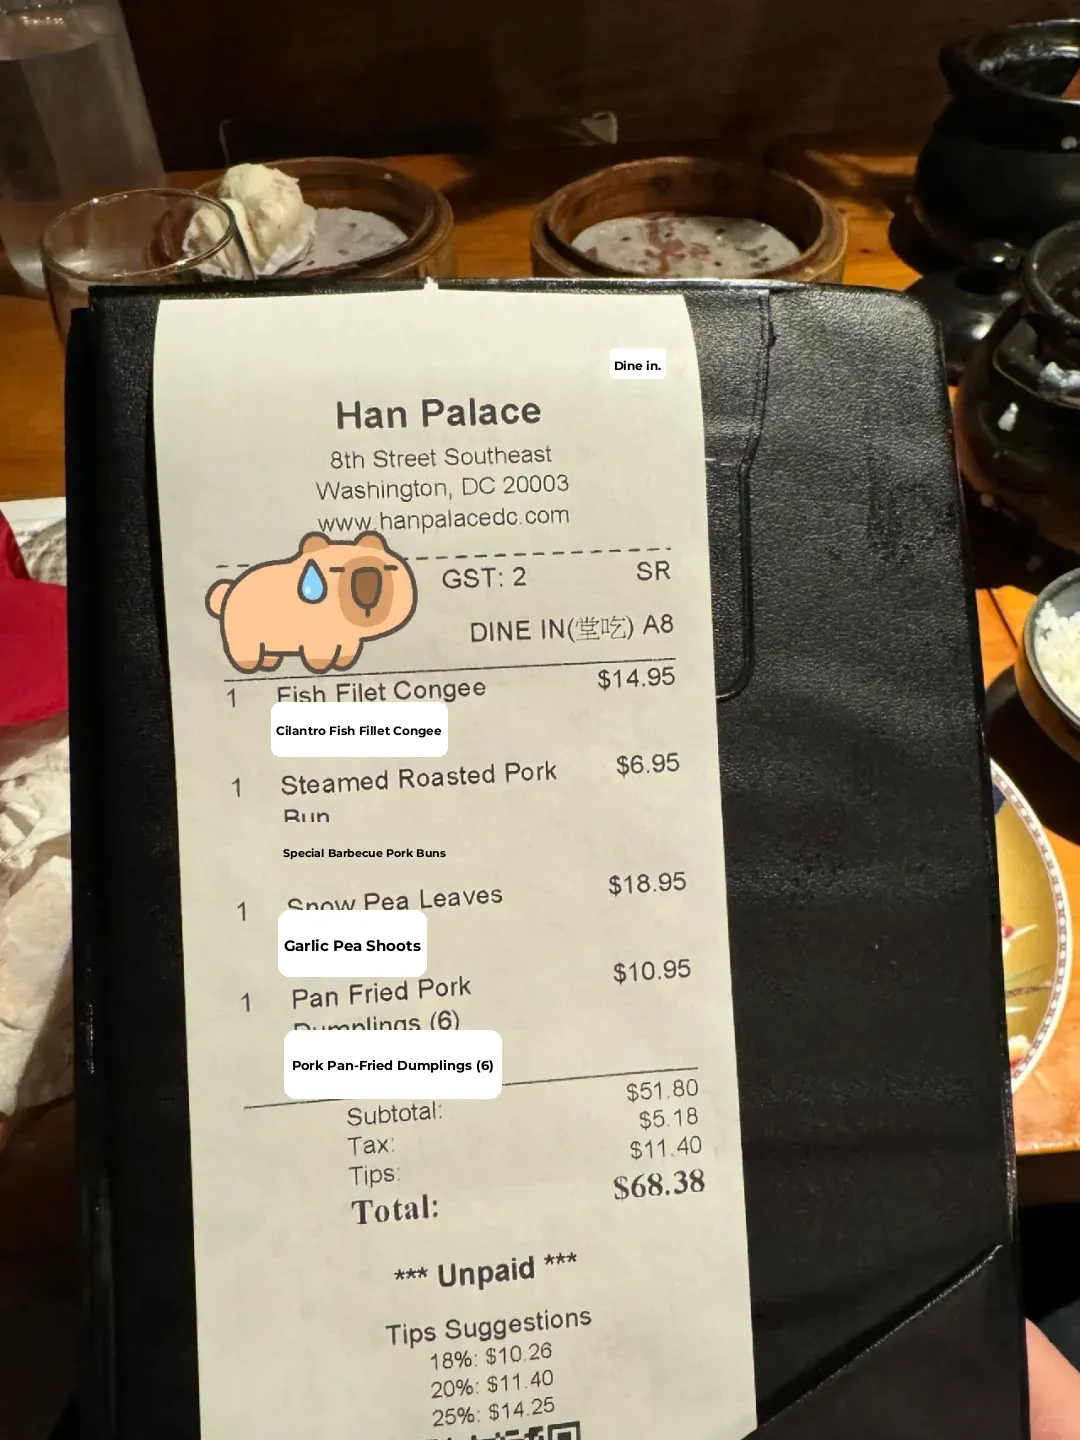 Dine in.
Han Palace
8th Street Southeast
Washington, DC 20003
www.hanpalacedc.com
GST: 2 SR
DINE IN(堂吃) A8
1 Fish Filet Congee $14.95
Cilantro Fish Fillet Congee
1 Steamed Roasted Pork $6.95
Bun
Special Barbecue Pork Buns
1 Snow Pea Leaves $18.95
Garlic Pea Shoots
1 Pan Fried Pork $10.95
Dumplings (6)
Pork Pan-Fried Dumplings (6)
Subtotal: $51.80
Tax: $5.18
Tips: $11.40
Total: $68.38
*** Unpaid ***
Tips Suggestions
18%: $10.26
20%: $11.40
25%: $14.25